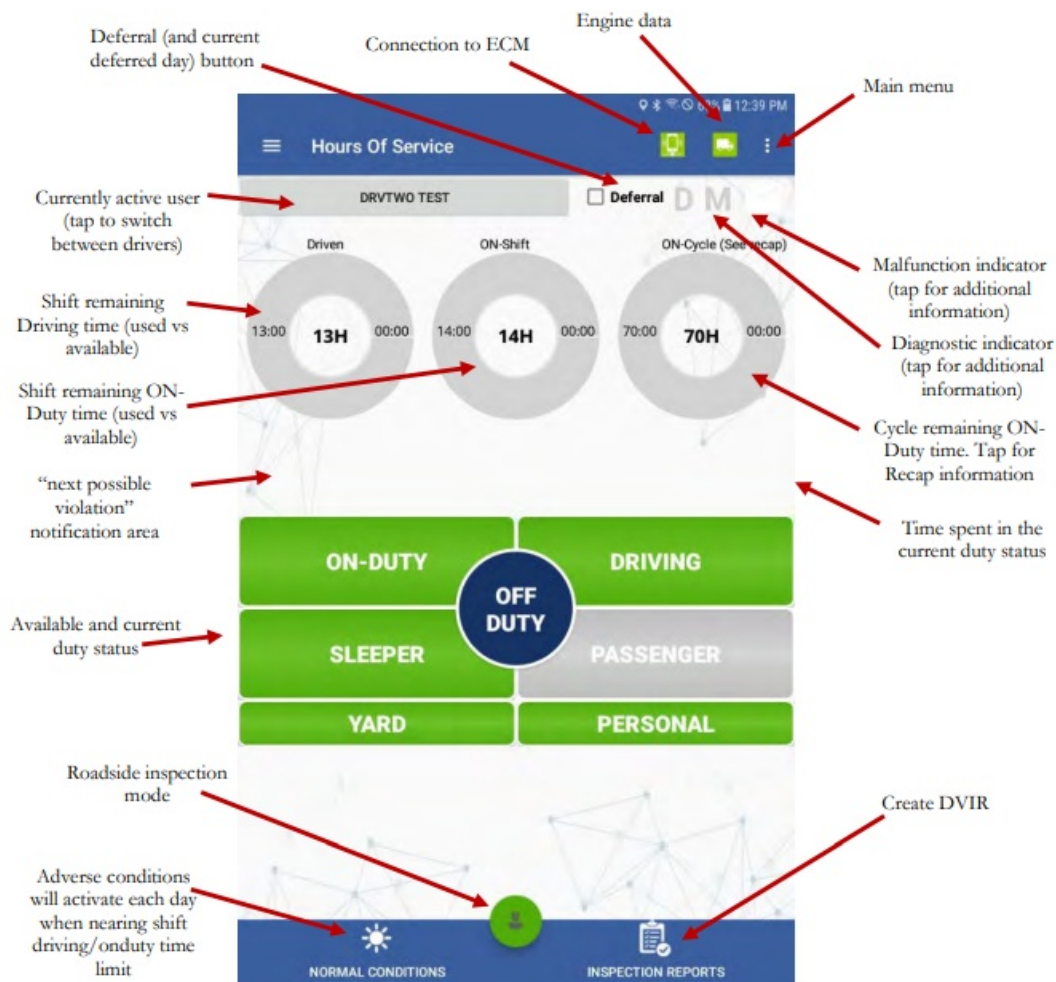 Engine data
Deferral (and current
deferred day) button
Connection to ECM
Main menu
12:39 PM
Hours Of Service
Currently active user
(tap to switch
between drivers)
DRVTWO TEST
Deferral D M
Malfunction indicator
(tap for additional
information)
Driven
ON-Shift
ON-Cycle (See recap)
Shift remaining
Driving time (used vs
available)
13:00 13H 00:00
14:00 14H 00:00
70:00 70H 00:00
Diagnostic indicator
(tap for additional
information)
Shift remaining ON-
Duty time (used vs
available)
Cycle remaining ON-
Duty time. Tap for
Recap information
“next possible
violation”
notification area
Time spent in the
current duty status
ON-DUTY
DRIVING
OFF
DUTY
Available and current
duty status
SLEEPER
PASSENGER
YARD
PERSONAL
Roadside inspection
mode
Create DVIR
Adverse conditions
will activate each day
when nearing shift
driving/onduty time
limit
NORMAL CONDITIONS
INSPECTION REPORTS